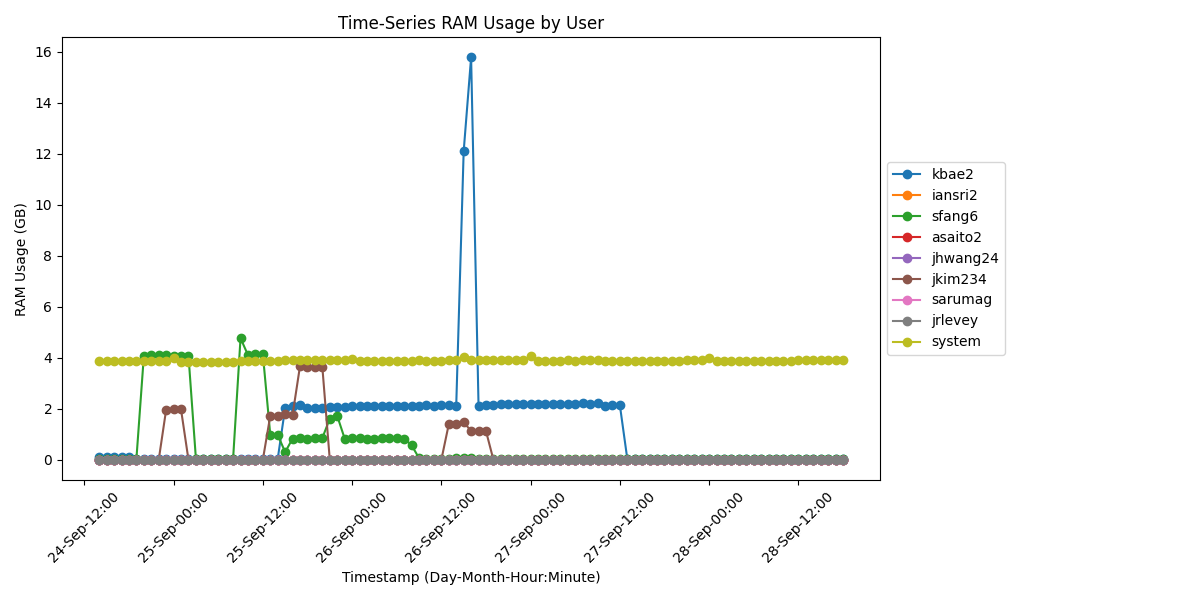 Time-Series RAM Usage by User
16
14
12
10
8
6
4
2
0
RAM Usage (GB)
24-Sep-12:00
25-Sep-00:00
25-Sep-12:00
26-Sep-00:00
26-Sep-12:00
27-Sep-00:00
27-Sep-12:00
28-Sep-00:00
28-Sep-12:00
Timestamp (Day-Month-Hour:Minute)
kbae2
iansri2
sfang6
asaito2
jhwang24
jkim234
sarumag
jrlevey
system